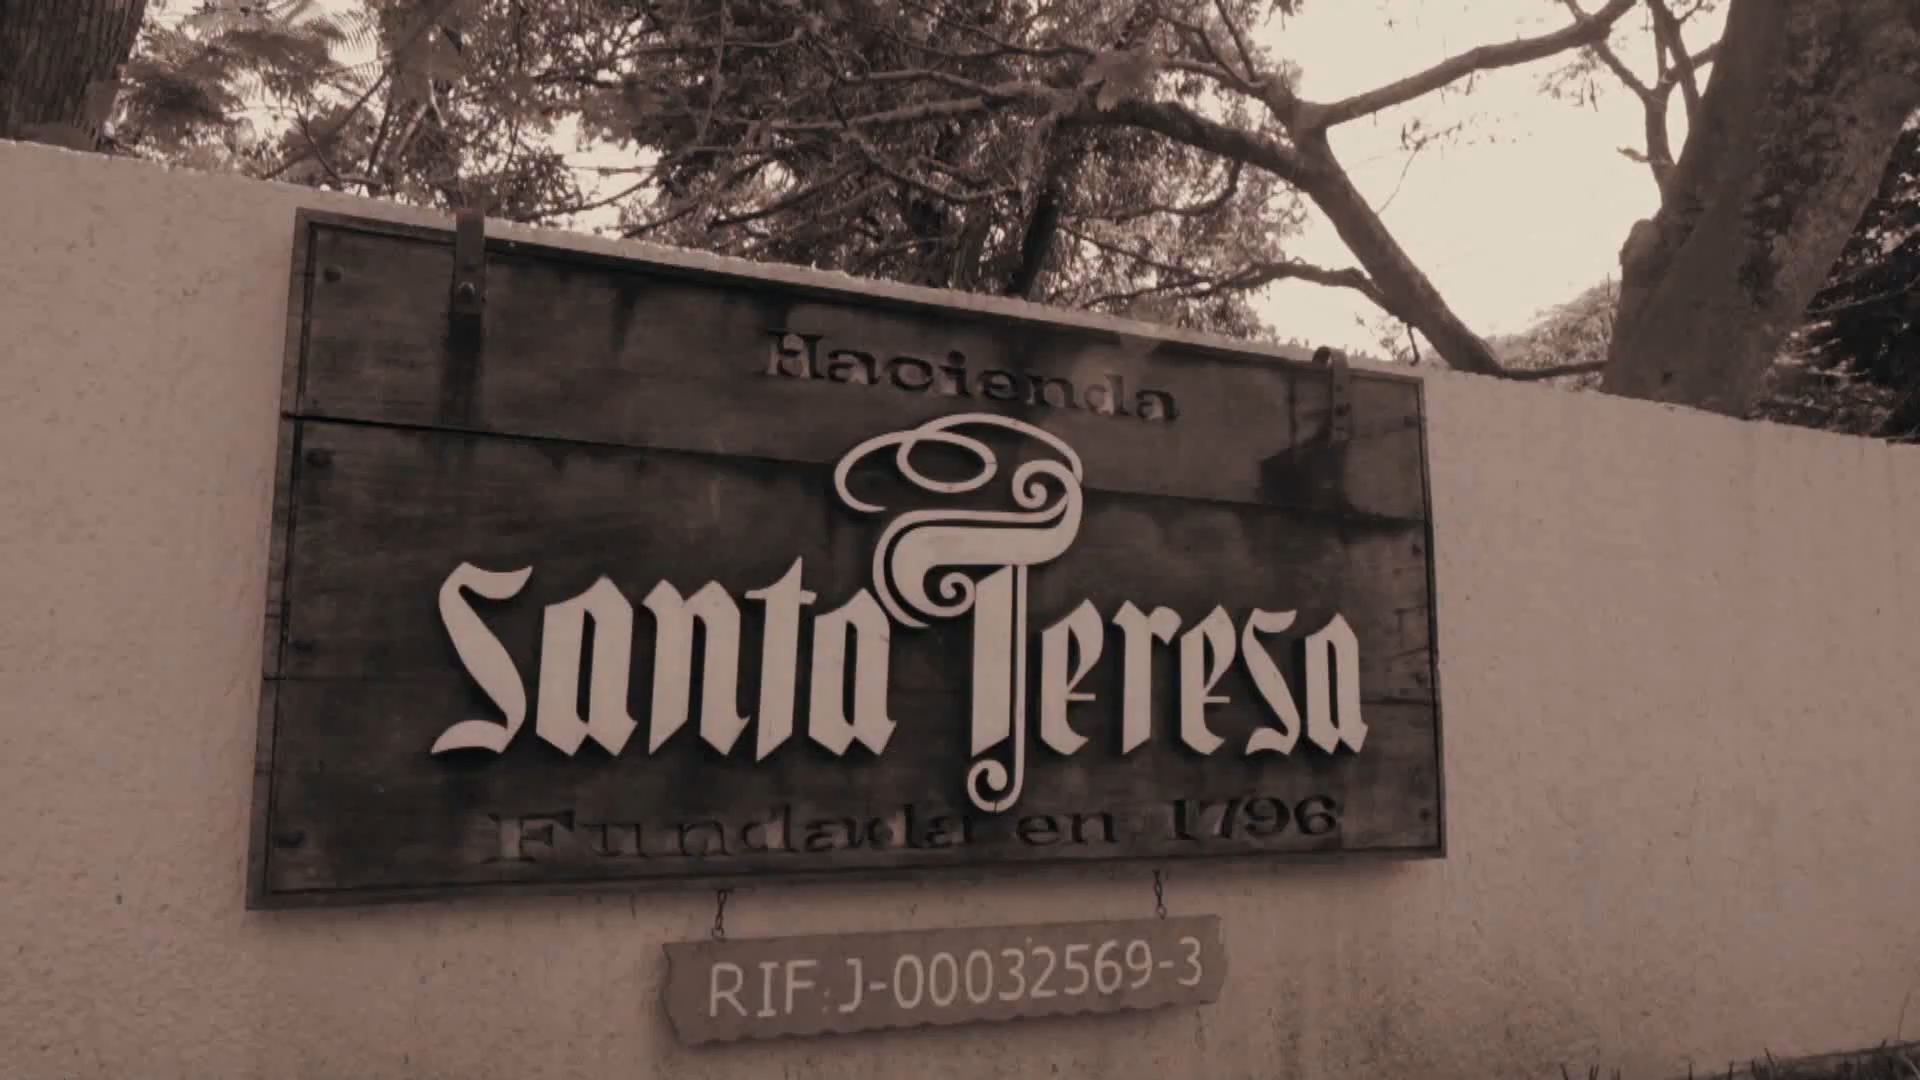 Hacienda
Santa Teresa
Fundada en 1796
RIF: J-00032569-3